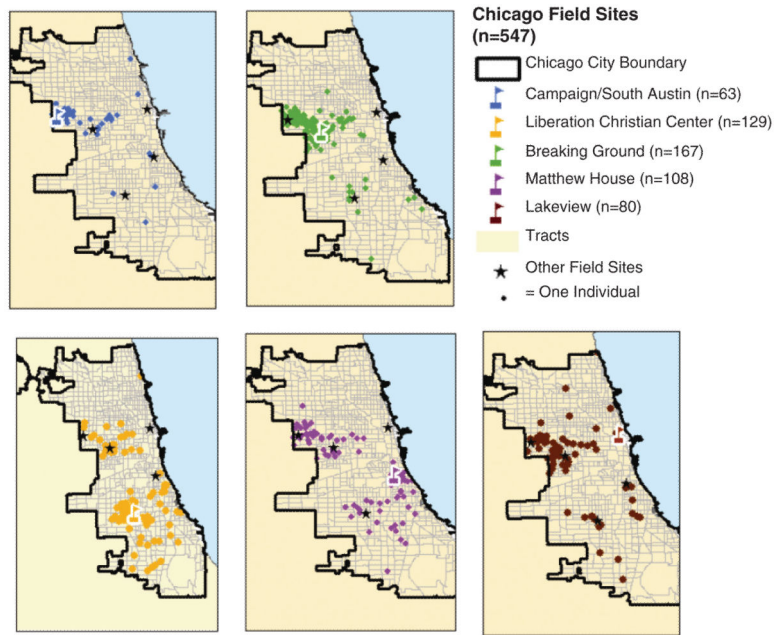 Chicago Field Sites
(n=547)
Chicago City Boundary
Campaign/South Austin (n=63)
Liberation Christian Center (n=129)
Breaking Ground (n=167)
Matthew House (n=108)
Lakeview (n=80)
Tracts
Other Field Sites
= One Individual